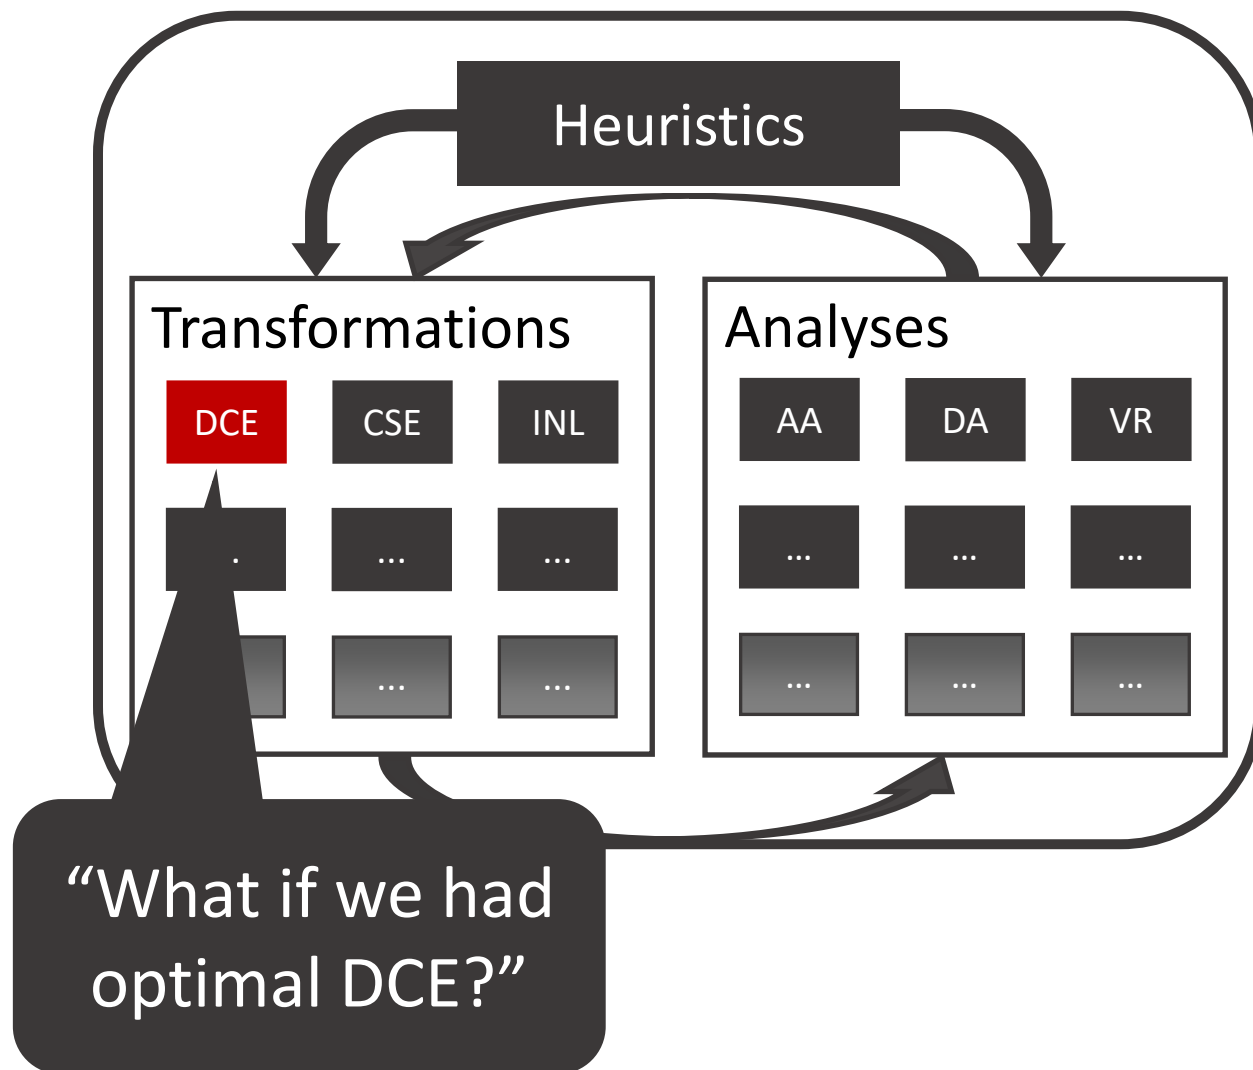 Heuristics
Transformations
Analyses
DCE CSE INL
AA DA VR
. ... ...
... ... ...
... ...
... ... ...
“What if we had
optimal DCE?”